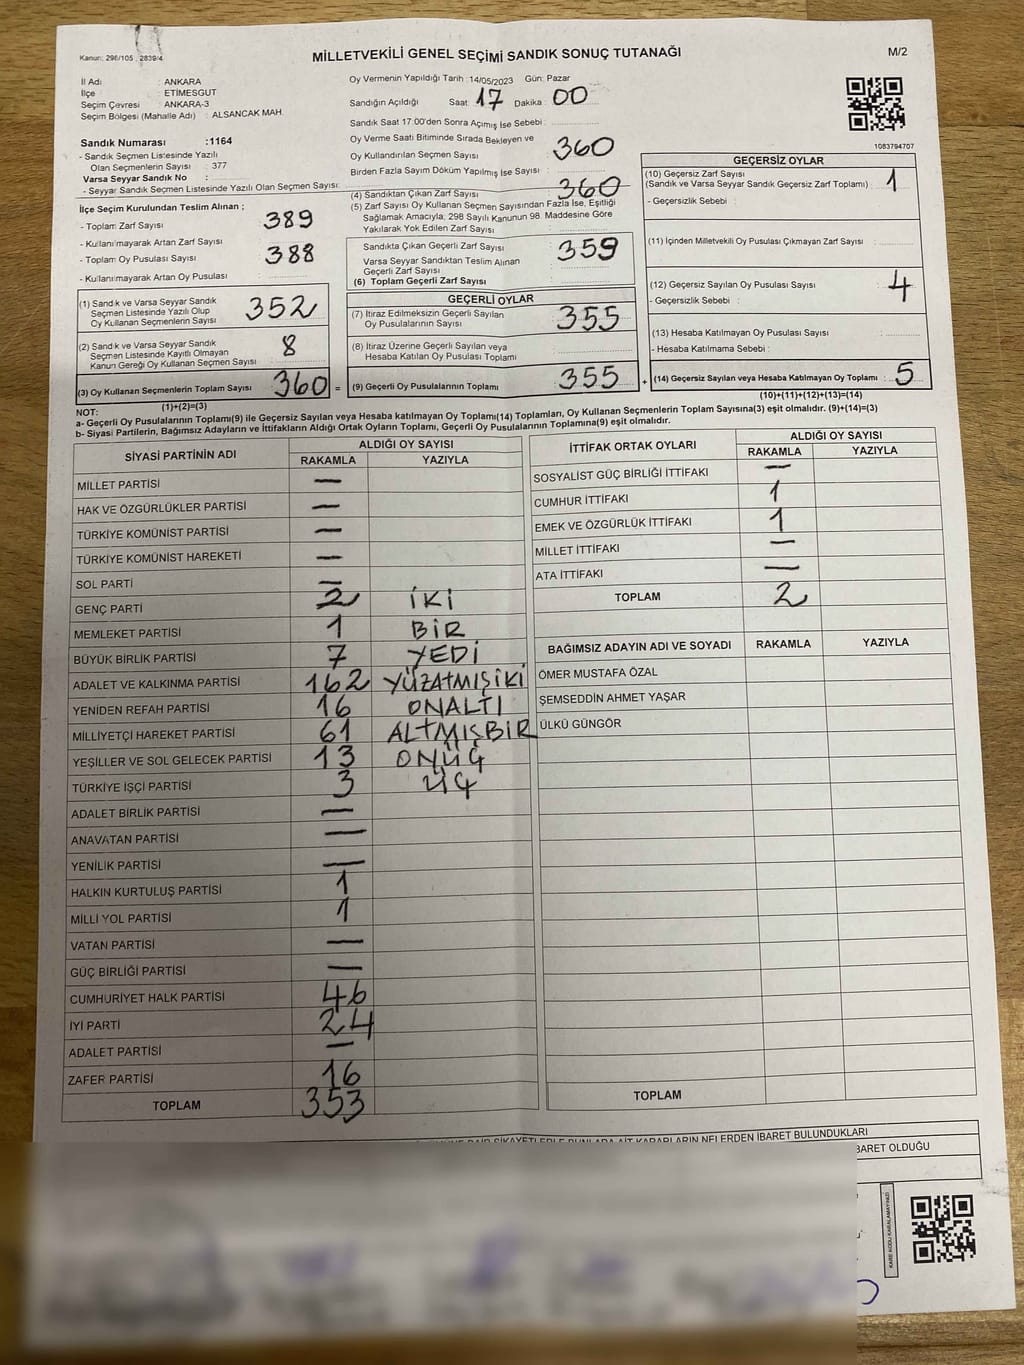 Kanun: 298/105 , 2839/4
MİLLETVEKİLİ GENEL SEÇİMİ SANDIK SONUÇ TUTANAĞI
M/2
İl Adı : ANKARA
İlçe : ETİMESGUT
Seçim Çevresi : ANKARA-3
Seçim Bölgesi (Mahalle Adı) : ALSANCAK MAH.
Sandık Numarası :1164
- Sandık Seçmen Listesinde Yazılı
Olan Seçmenlerin Sayısı : 377
Varsa Seyyar Sandık No :
- Seyyar Sandık Seçmen Listesinde Yazılı Olan Seçmen Sayısı:
Oy Vermenin Yapıldığı Tarih :14/05/2023 Gün: Pazar
Sandığın Açıldığı Saat: 17 Dakika: 00
Sandık Saat 17:00'den Sonra Açımış İse Sebebi :
Oy Verme Saati Bitiminde Sırada Bekleyen ve
Oy Kullandırılan Seçmen Sayısı : 360
Birden Fazla Sayım Döküm Yapılmış İse Sayısı :
(4) Sandıktan Çıkan Zarf Sayısı 360
(5) Zarf Sayısı Oy Kullanan Seçmen Sayısından Fazla İse, Eşitliği
Sağlamak Amacıyla; 298 Sayılı Kanunun 98. Maddesine Göre
Yakılarak Yok Edilen Zarf Sayısı :
1083794707
İlçe Seçim Kurulundan Teslim Alınan ;
- Toplam Zarf Sayısı : 389
- Kullanılmayarak Artan Zarf Sayısı :
- Toplam Oy Pusulası Sayısı : 388
- Kullanılmayarak Artan Oy Pusulası :
Sandıkta Çıkan Geçerli Zarf Sayısı 359
Varsa Seyyar Sandıktan Teslim Alınan
Geçerli Zarf Sayısı
(6) Toplam Geçerli Zarf Sayısı
GEÇERSİZ OYLAR
(10) Geçersiz Zarf Sayısı
(Sandık ve Varsa Seyyar Sandık Geçersiz Zarf Toplamı) : 1
- Geçersizlik Sebebi :
(11) İçinden Milletvekili Oy Pusulası Çıkmayan Zarf Sayısı :
(12) Geçersiz Sayılan Oy Pusulası Sayısı : 4
- Geçersizlik Sebebi :
(13) Hesaba Katılmayan Oy Pusulası Sayısı :
- Hesaba Katılmama Sebebi :
(14) Geçersiz Sayılan veya Hesaba Katılmayan Oy Toplamı : 5
(10)+(11)+(12)+(13)=(14)
(1) Sandık ve Varsa Seyyar Sandık
Seçmen Listesinde Yazılı Olup
Oy Kullanan Seçmenlerin Sayısı 352
(2) Sandık ve Varsa Seyyar Sandık
Seçmen Listesinde Kayıtlı Olmayan
Kanun Gereği Oy Kullanan Seçmen Sayısı 8
(3) Oy Kullanan Seçmenlerin Toplam Sayısı 360 =
(1)+(2)=(3)
GEÇERLİ OYLAR
(7) İtiraz Edilmeksizin Geçerli Sayılan
Oy Pusulalarının Sayısı 355
(8) İtiraz Üzerine Geçerli Sayılan veya
Hesaba Katılan Oy Pusulası Toplamı
(9) Geçerli Oy Pusulalarının Toplamı 355 +
NOT:
a- Geçerli Oy Pusulalarının Toplamı(9) ile Geçersiz Sayılan veya Hesaba katılmayan Oy Toplamı(14) Toplamları, Oy Kullanan Seçmenlerin Toplam Sayısına(3) eşit olmalıdır. (9)+(14)=(3)
b- Siyasi Partilerin, Bağımsız Adayların ve İttifakların Aldığı Ortak Oyların Toplamı, Geçerli Oy Pusulalarının Toplamına(9) eşit olmalıdır.
SİYASİ PARTİNİN ADI ALDIĞI OY SAYISI
RAKAMLA YAZIYLA
MİLLET PARTİSİ —
HAK VE ÖZGÜRLÜKLER PARTİSİ —
TÜRKİYE KOMÜNİST PARTİSİ —
TÜRKİYE KOMÜNİST HAREKETİ —
SOL PARTİ —
GENÇ PARTİ 2 İKİ
MEMLEKET PARTİSİ 1 BİR
BÜYÜK BİRLİK PARTİSİ 7 YEDİ
ADALET VE KALKINMA PARTİSİ 162 YÜZATMIŞİKİ
YENİDEN REFAH PARTİSİ 16 ONALTI
MİLLİYETÇİ HAREKET PARTİSİ 61 ALTMIŞBİR
YEŞİLLER VE SOL GELECEK PARTİSİ 13 ONÜÇ
TÜRKİYE İŞÇİ PARTİSİ 3 ÜÇ
ADALET BİRLİK PARTİSİ —
ANAVATAN PARTİSİ —
YENİLİK PARTİSİ —
HALKIN KURTULUŞ PARTİSİ 1
MİLLİ YOL PARTİSİ 1
VATAN PARTİSİ —
GÜÇ BİRLİĞİ PARTİSİ —
CUMHURİYET HALK PARTİSİ 46
İYİ PARTİ 24
ADALET PARTİSİ —
ZAFER PARTİSİ 16
TOPLAM 353
İTTİFAK ORTAK OYLARI ALDIĞI OY SAYISI
RAKAMLA YAZIYLA
SOSYALİST GÜÇ BİRLİĞİ İTTİFAKI —
CUMHUR İTTİFAKI 1
EMEK VE ÖZGÜRLÜK İTTİFAKI 1
MİLLET İTTİFAKI —
ATA İTTİFAKI —
TOPLAM 2
BAĞIMSIZ ADAYIN ADI VE SOYADI RAKAMLA YAZIYLA
ÖMER MUSTAFA ÖZAL
ŞEMSEDDİN AHMET YAŞAR
ÜLKÜ GÜNGÖR
TOPLAM
KARARLARIN NELERDEN İBARET BULUNDUKLARI
BARET OLDUĞU
KARE KODU KARALAMAYINIZ